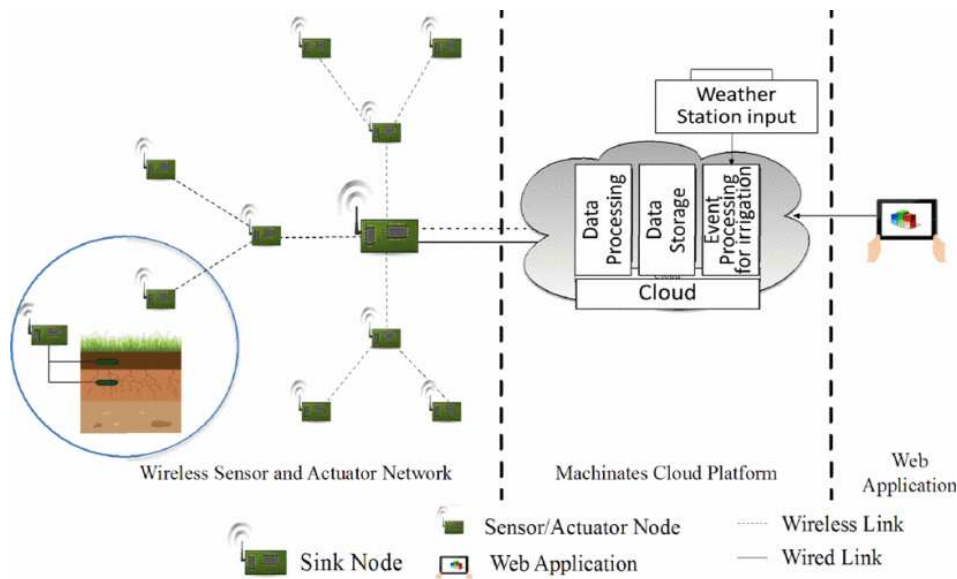 Weather
Station input
Data
Processing
Data
Storage
Event
Processing
for irrigation
Cloud
Wireless Sensor and Actuator Network
Machinates Cloud Platform
Web
Application
Sensor/Actuator Node
Wireless Link
Sink Node
Web Application
Wired Link